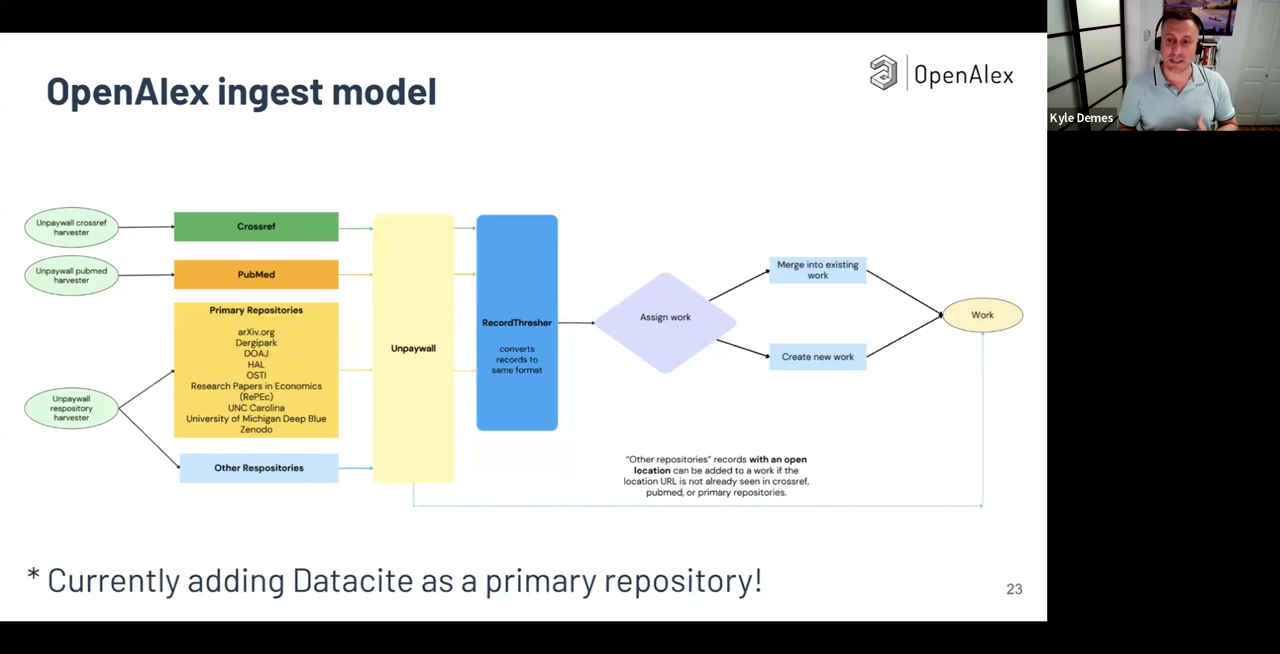 OpenAlex ingest model
OpenAlex
Kyle Demes
Unpaywall crossref
harvester
Crossref
Unpaywall pubmed
harvester
PubMed
Primary Repositories
arXiv.org
Dergipark
DOAJ
HAL
OSTI
Research Papers in Economics
(RePEc)
UNC Carolina
University of Michigan Deep Blue
Zenodo
Unpaywall
respository
harvester
Other Respositories
Unpaywall
RecordThresher
converts
records to
same format
Assign work
Merge into existing
work
Create new work
Work
"Other repositories" records with an open
location can be added to a work if the
location URL is not already seen in crossref,
pubmed, or primary repositories.
* Currently adding Datacite as a primary repository!
23